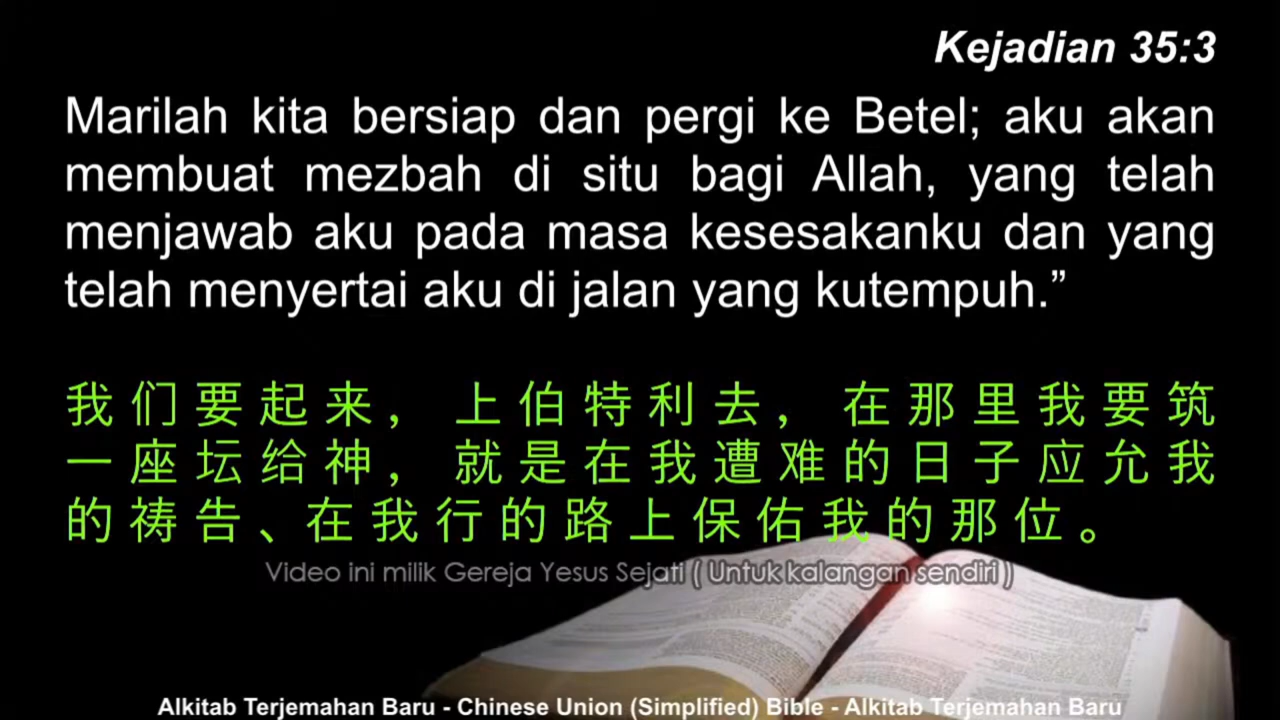 Kejadian 35:3
Marilah kita bersiap dan pergi ke Betel; aku akan
membuat mezbah di situ bagi Allah, yang telah
menjawab aku pada masa kesesakanku dan yang
telah menyertai aku di jalan yang kutempuh.”
我们要起来，上伯特利去，在那里我要筑
一座坛给神，就是在我遭难的日子应允我
的祷告、在我行的路上保佑我的那位。
Video ini milik Gereja Yesus Sejati ( Untuk kalangan sendiri )
Alkitab Terjemahan Baru - Chinese Union (Simplified) Bible - Alkitab Terjemahan Baru